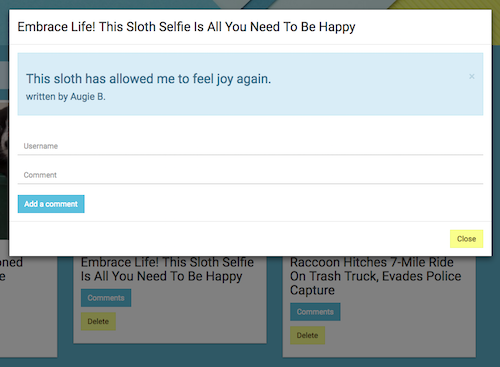 Embrace Life! This Sloth Selfie Is All You Need To Be Happy
This sloth has allowed me to feel joy again.
x
written by Augie B.
Username
Comment
Add a comment
Close
oned
e
Embrace Life! This Sloth Selfie
Is All You Need To Be Happy
Comments
Delete
Raccoon Hitches 7-Mile Ride
On Trash Truck, Evades Police
Capture
Comments
Delete